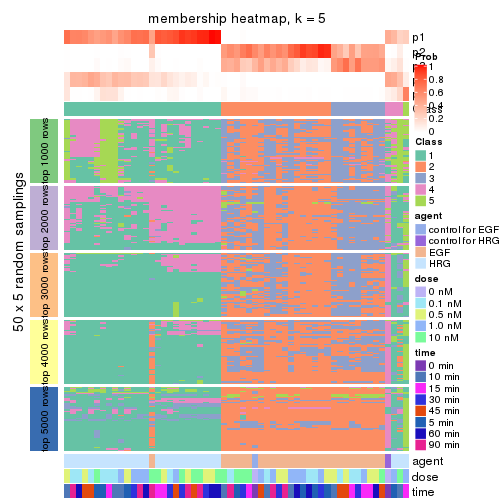 membership heatmap, k = 5
p1
p2
Prob
1
0.8
0.6
0.4
0.2
0
Class
1
2
3
4
5
agent
control for EGF
control for HRG
EGF
HRG
dose
0 nM
0.1 nM
0.5 nM
1.0 nM
10 nM
time
0 min
10 min
15 min
30 min
45 min
5 min
60 min
90 min
50 x 5 random samplings
top 1000 rows
top 2000 rows
top 3000 rows
top 4000 rows
top 5000 rows
agent
dose
time